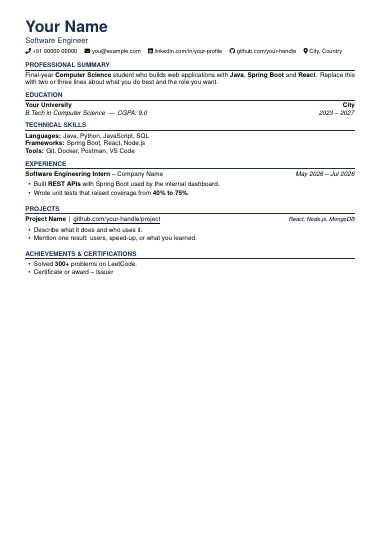 Your Name
Software Engineer
+91 90000 00000 you@example.com linkedin.com/in/your-profile github.com/your-handle City, Country
PROFESSIONAL SUMMARY
Final-year Computer Science student who builds web applications with Java, Spring Boot and React. Replace this
with two or three lines about what you do best and the role you want.
EDUCATION
Your University City
B.Tech in Computer Science — CGPA: 9.0 2023 – 2027
TECHNICAL SKILLS
Languages: Java, Python, JavaScript, SQL
Frameworks: Spring Boot, React, Node.js
Tools: Git, Docker, Postman, VS Code
EXPERIENCE
Software Engineering Intern – Company Name May 2026 – Jul 2026
• Built REST APIs with Spring Boot used by the internal dashboard.
• Wrote unit tests that raised coverage from 40% to 75%.
PROJECTS
Project Name | github.com/your-handle/project React, Node.js, MongoDB
• Describe what it does and who uses it.
• Mention one result: users, speed-up, or what you learned.
ACHIEVEMENTS & CERTIFICATIONS
• Solved 300+ problems on LeetCode.
• Certificate or award – Issuer